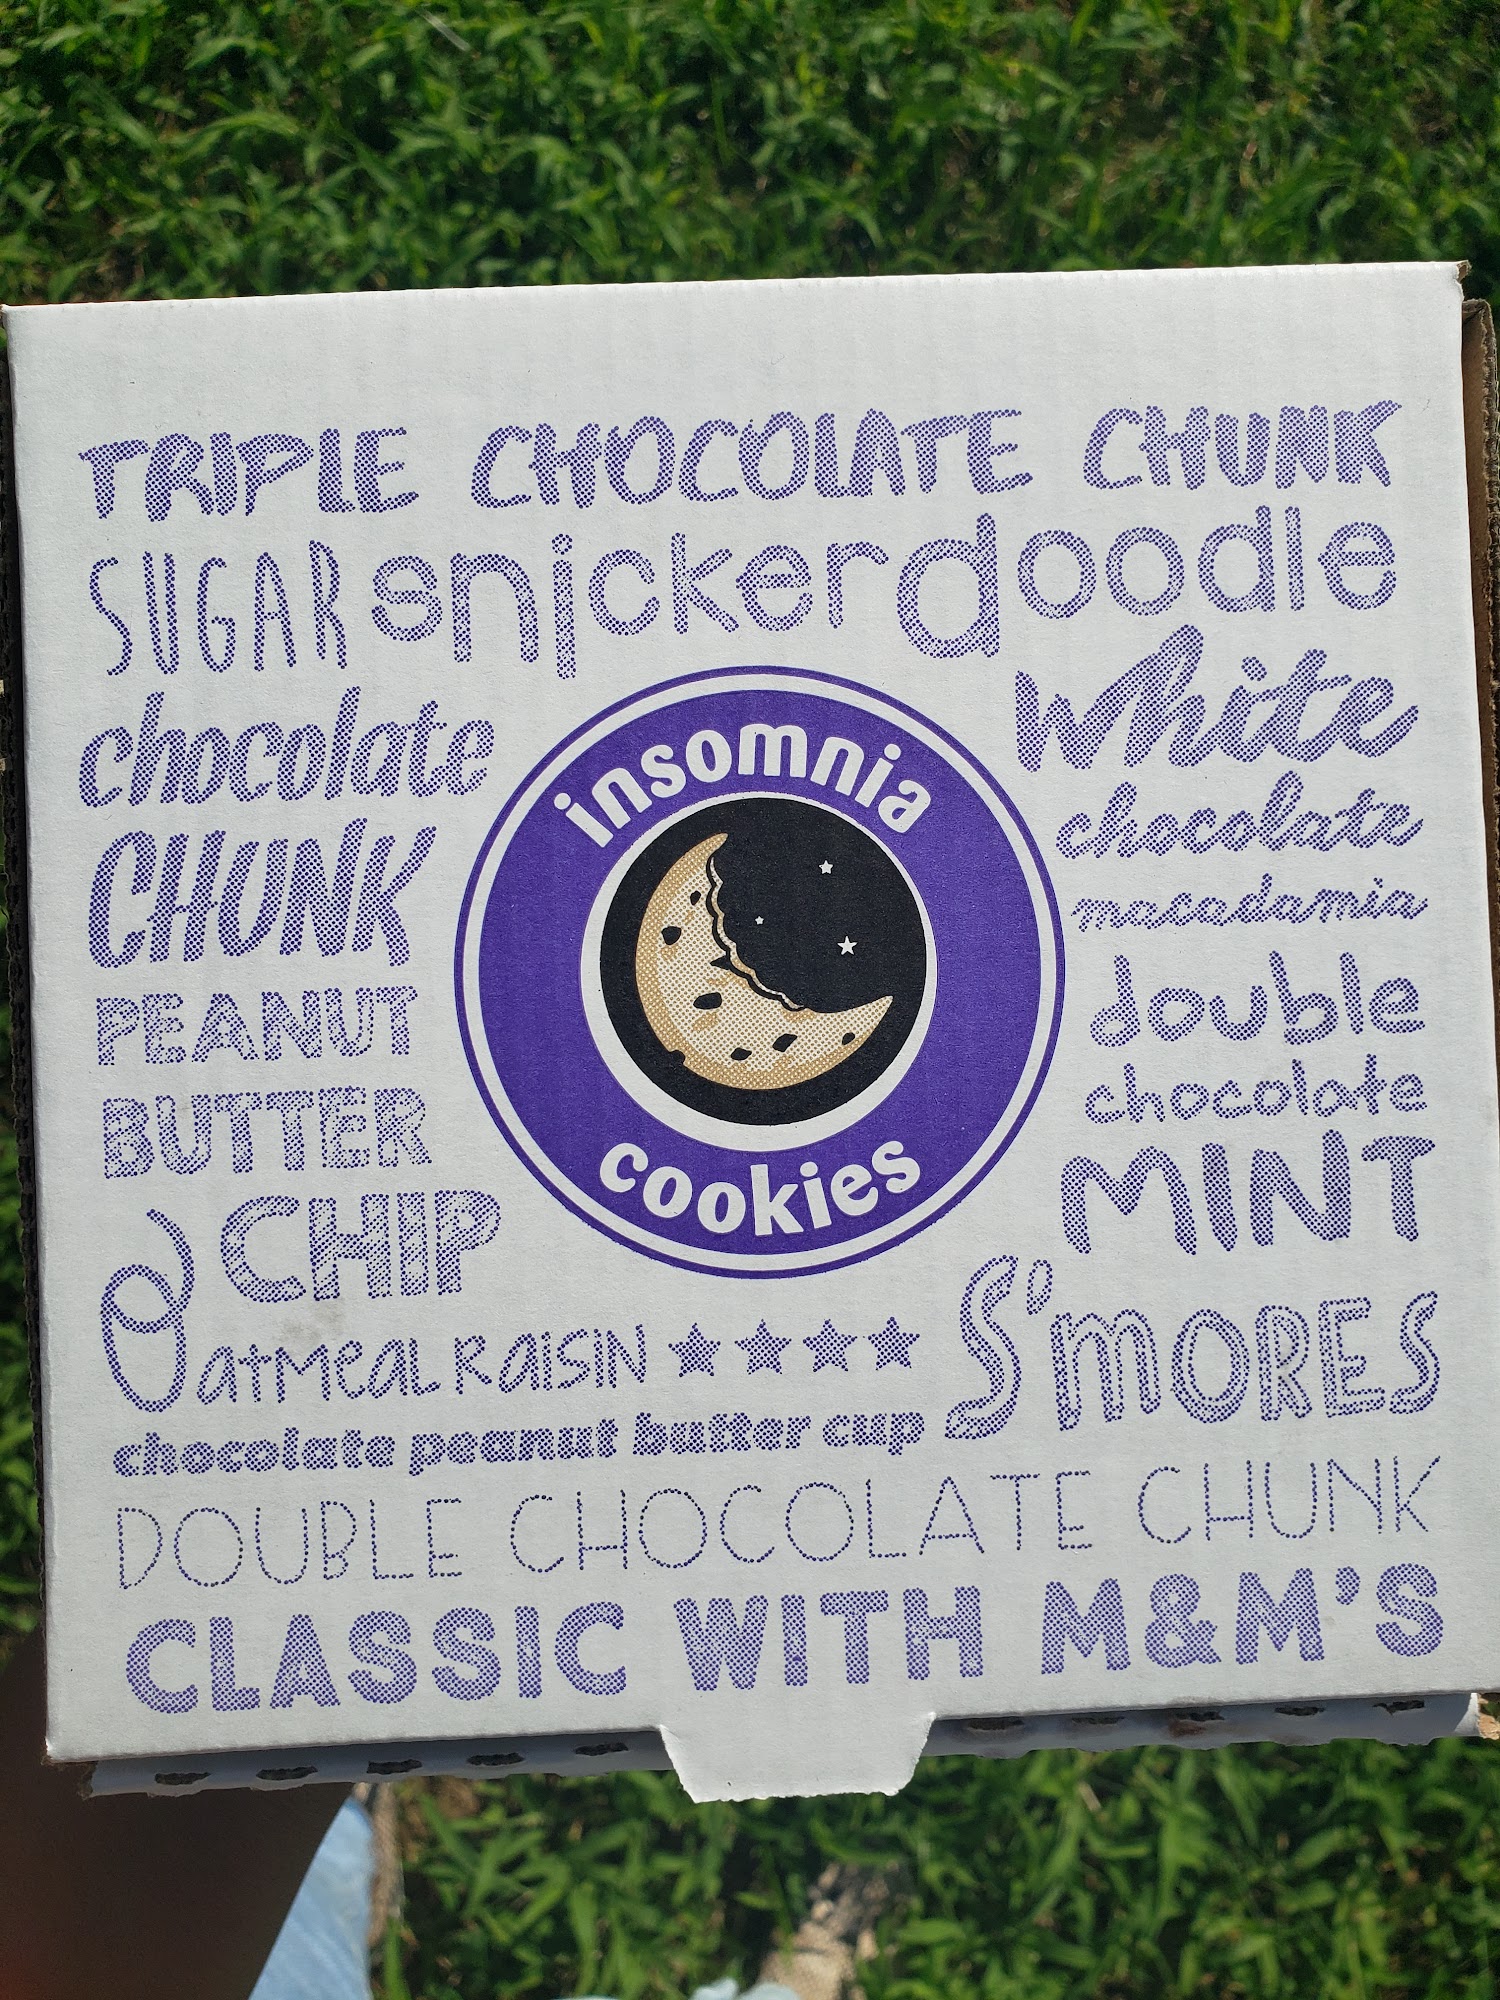 TRIPLE CHOCOLATE CHUNK
SUGAR snickerdoodle
chocolate
CHUNK
PEANUT
BUTTER
CHIP
white
chocolate
macadamia
double
chocolate
MINT
insomnia
cookies
Oatmeal Raisin
S'MORES
chocolate peanut butter cup
DOUBLE CHOCOLATE CHUNK
CLASSIC WITH M&M'S